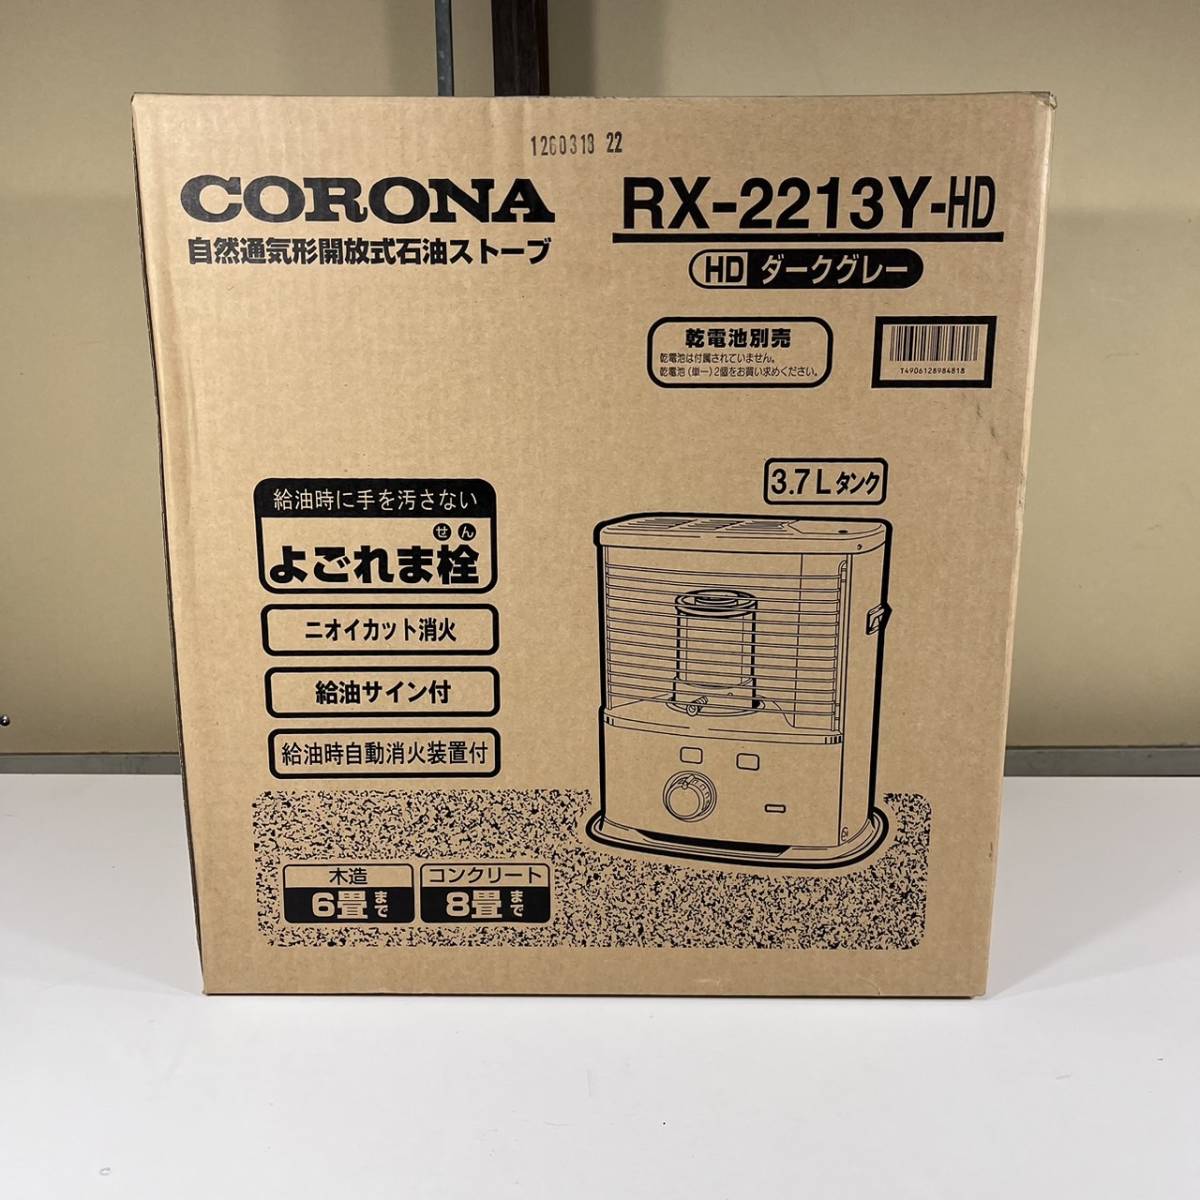 1260318 22
CORONA
自然通気形開放式石油ストーブ
RX-2213Y-HD
HD ダークグレー
乾電池別売
乾電池は付属されていません。
乾電池(単一)2個をお買い求めください。
T4906128984818
3.7Lタンク
給油時に手を汚さない
せん
よごれま栓
ニオイカット消火
給油サイン付
給油時自動消火装置付
木造
6畳まで
コンクリート
8畳まで